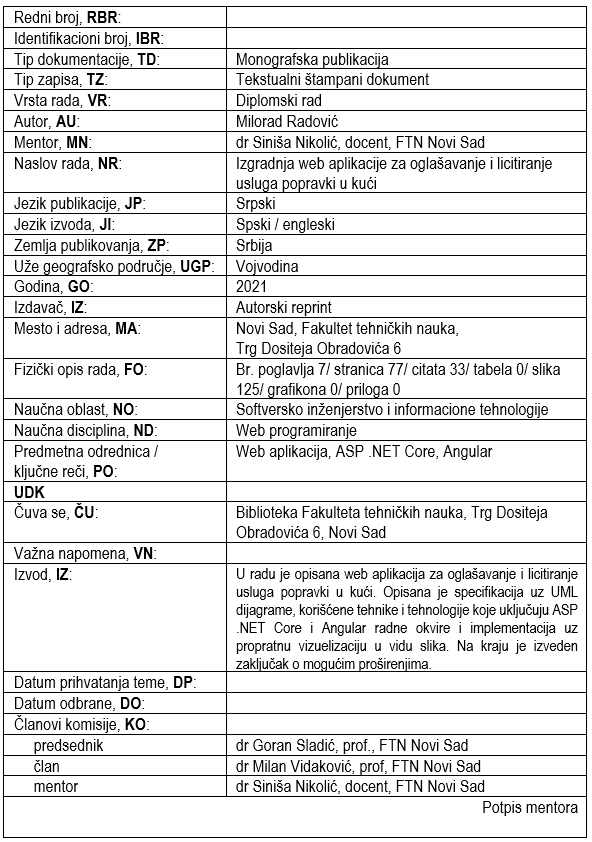 Redni broj, RBR:
Identifikacioni broj, IBR:
Tip dokumentacije, TD: Monografska publikacija
Tip zapisa, TZ: Tekstualni štampani dokument
Vrsta rada, VR: Diplomski rad
Autor, AU: Milorad Radović
Mentor, MN: dr Siniša Nikolić, docent, FTN Novi Sad
Naslov rada, NR: Izgradnja web aplikacije za oglašavanje i licitiranje
usluga popravki u kući
Jezik publikacije, JP: Srpski
Jezik izvoda, JI: Spski / engleski
Zemlja publikovanja, ZP: Srbija
Uže geografsko područje, UGP: Vojvodina
Godina, GO: 2021
Izdavač, IZ: Autorski reprint
Mesto i adresa, MA: Novi Sad, Fakultet tehničkih nauka,
Trg Dositeja Obradovića 6
Fizički opis rada, FO: Br. poglavlja 7/ stranica 77/ citata 33/ tabela 0/ slika
125/ grafikona 0/ priloga 0
Naučna oblast, NO: Softversko inženjerstvo i informacione tehnologije
Naučna disciplina, ND: Web programiranje
Predmetna odrednica / Web aplikacija, ASP .NET Core, Angular
ključne reči, PO:
UDK
Čuva se, ČU: Biblioteka Fakulteta tehničkih nauka, Trg Dositeja
Obradovića 6, Novi Sad
Važna napomena, VN:
Izvod, IZ: U radu je opisana web aplikacija za oglašavanje i licitiranje
usluga popravki u kući. Opisana je specifikacija uz UML
dijagrame, korišćene tehnike i tehnologije koje uključuju ASP
.NET Core i Angular radne okvire i implementacija uz
propratnu vizuelizaciju u vidu slika. Na kraju je izveden
zaključak o mogućim proširenjima.
Datum prihvatanja teme, DP:
Datum odbrane, DO:
Članovi komisije, KO:
predsednik dr Goran Sladić, prof., FTN Novi Sad
član dr Milan Vidaković, prof, FTN Novi Sad
mentor dr Siniša Nikolić, docent, FTN Novi Sad
Potpis mentora